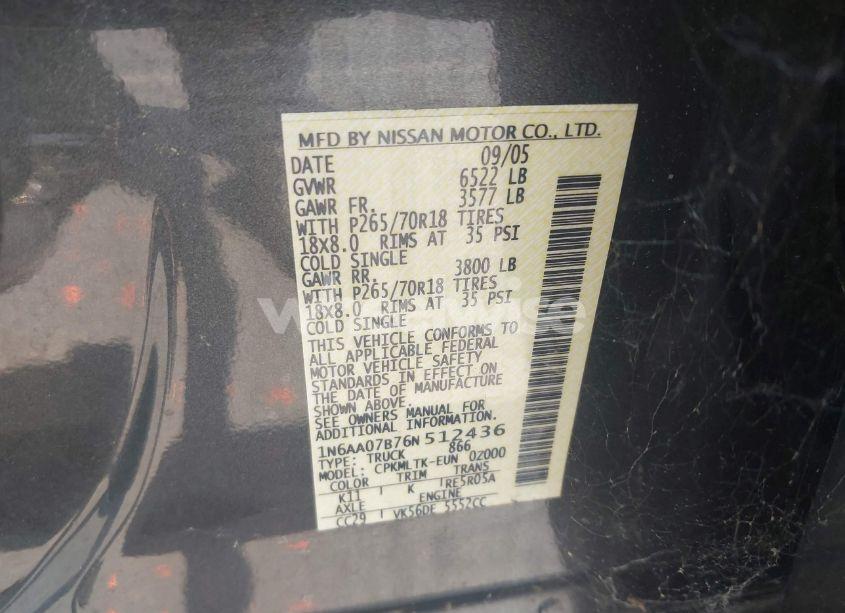 MFD BY NISSAN MOTOR CO., LTD.
DATE 09/05
GVWR 6522 LB
GAWR FR. 3577 LB
WITH P265/70R18 TIRES
18X8.0 RIMS AT 35 PSI
COLD SINGLE
GAWR RR. 3800 LB
WITH P265/70R18 TIRES
18X8.0 RIMS AT 35 PSI
COLD SINGLE
THIS VEHICLE CONFORMS TO
ALL APPLICABLE FEDERAL
MOTOR VEHICLE SAFETY
STANDARDS IN EFFECT ON
THE DATE OF MANUFACTURE
SHOWN ABOVE.
SEE OWNERS MANUAL FOR
ADDITIONAL INFORMATION.
1N6AA07B76N512436
TYPE: TRUCK 866
MODEL: CPKMLTK-EUN 0Z000
COLOR TRIM TRANS
K11 K RE5R05A
AXLE ENGINE
CC29 VK56DE 5552CC